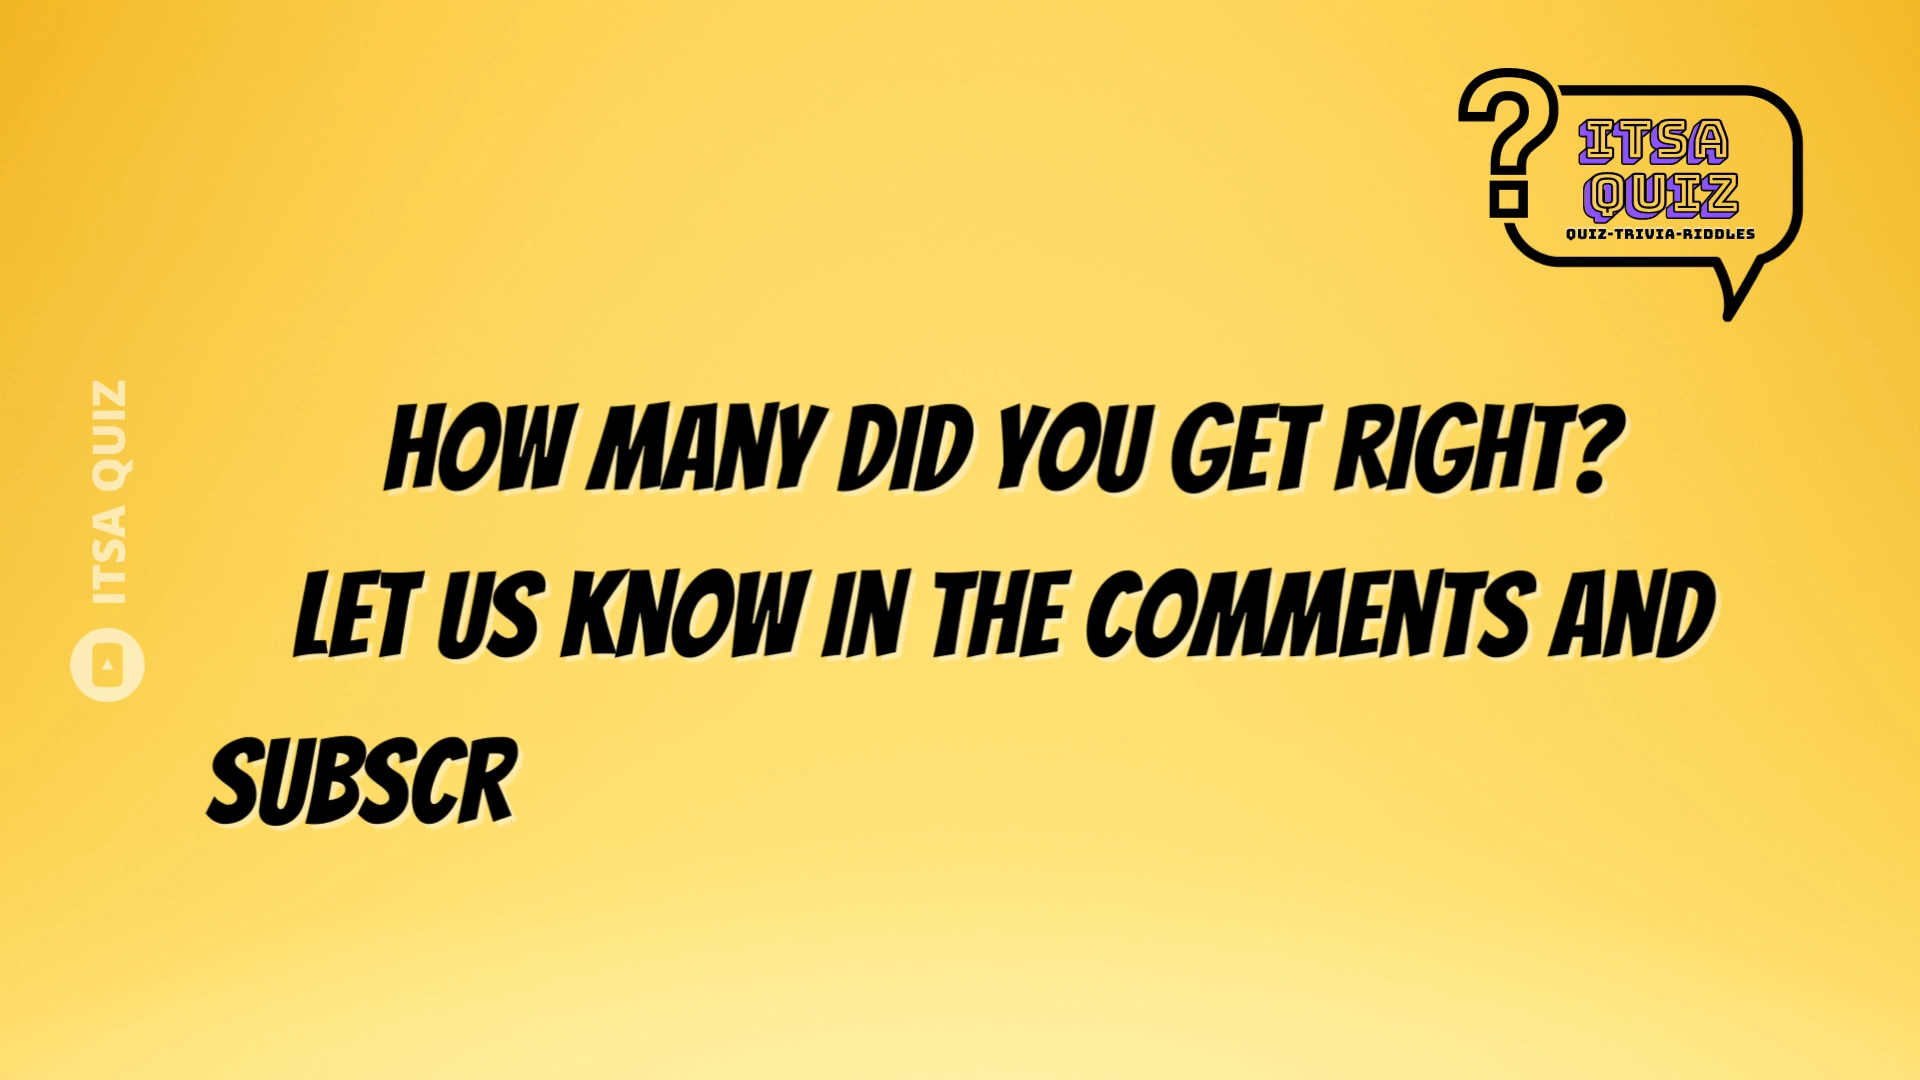 ITSA
QUIZ
QUIZ-TRIVIA-RIDDLES
ITSA QUIZ
HOW MANY DID YOU GET RIGHT?
LET US KNOW IN THE COMMENTS AND
SUBSCR